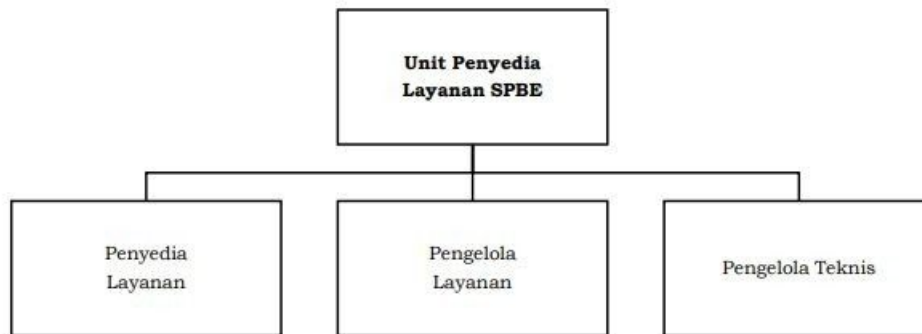 Unit Penyedia
Layanan SPBE
Penyedia
Layanan
Pengelola
Layanan
Pengelola Teknis